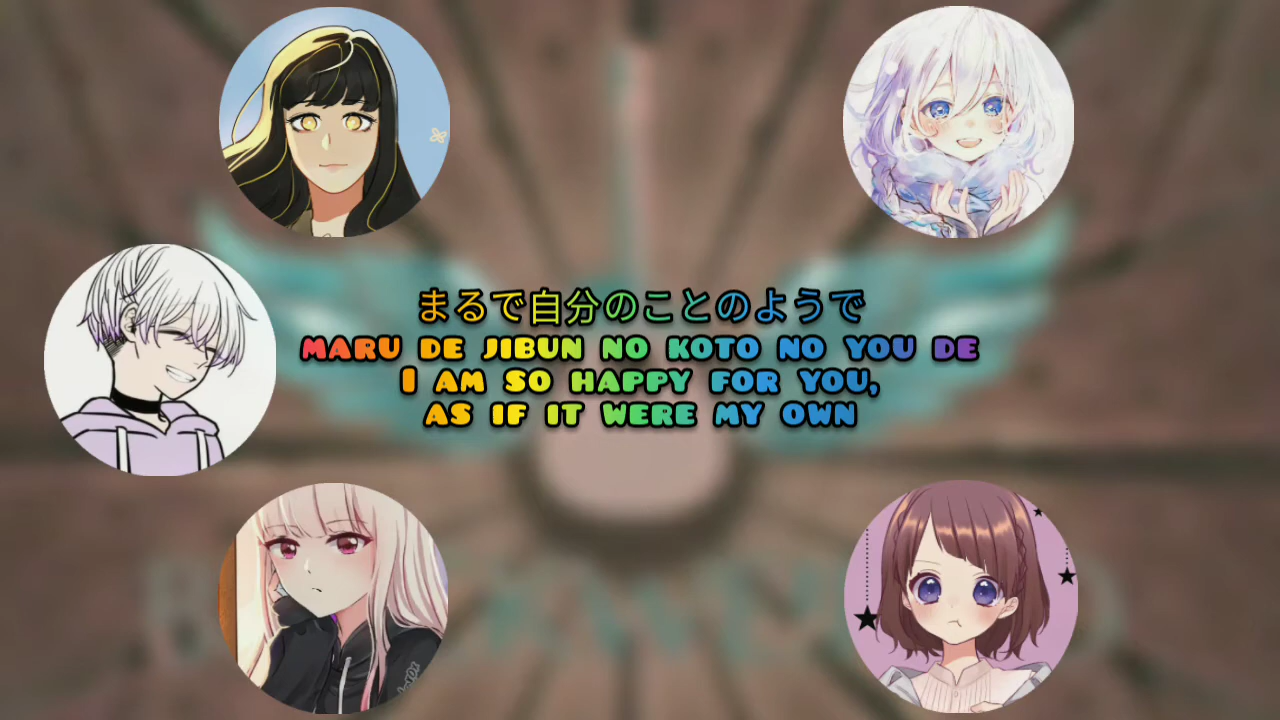 まるで自分のことのようで
MARU DE JIBUN NO KOTO NO YOU DE
I AM SO HAPPY FOR YOU,
AS IF IT WERE MY OWN